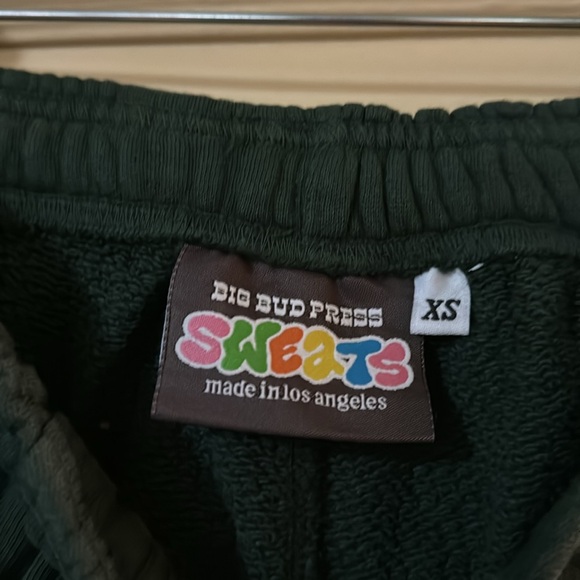 BIG BUD PRESS
SWEATS
made in los angeles
XS